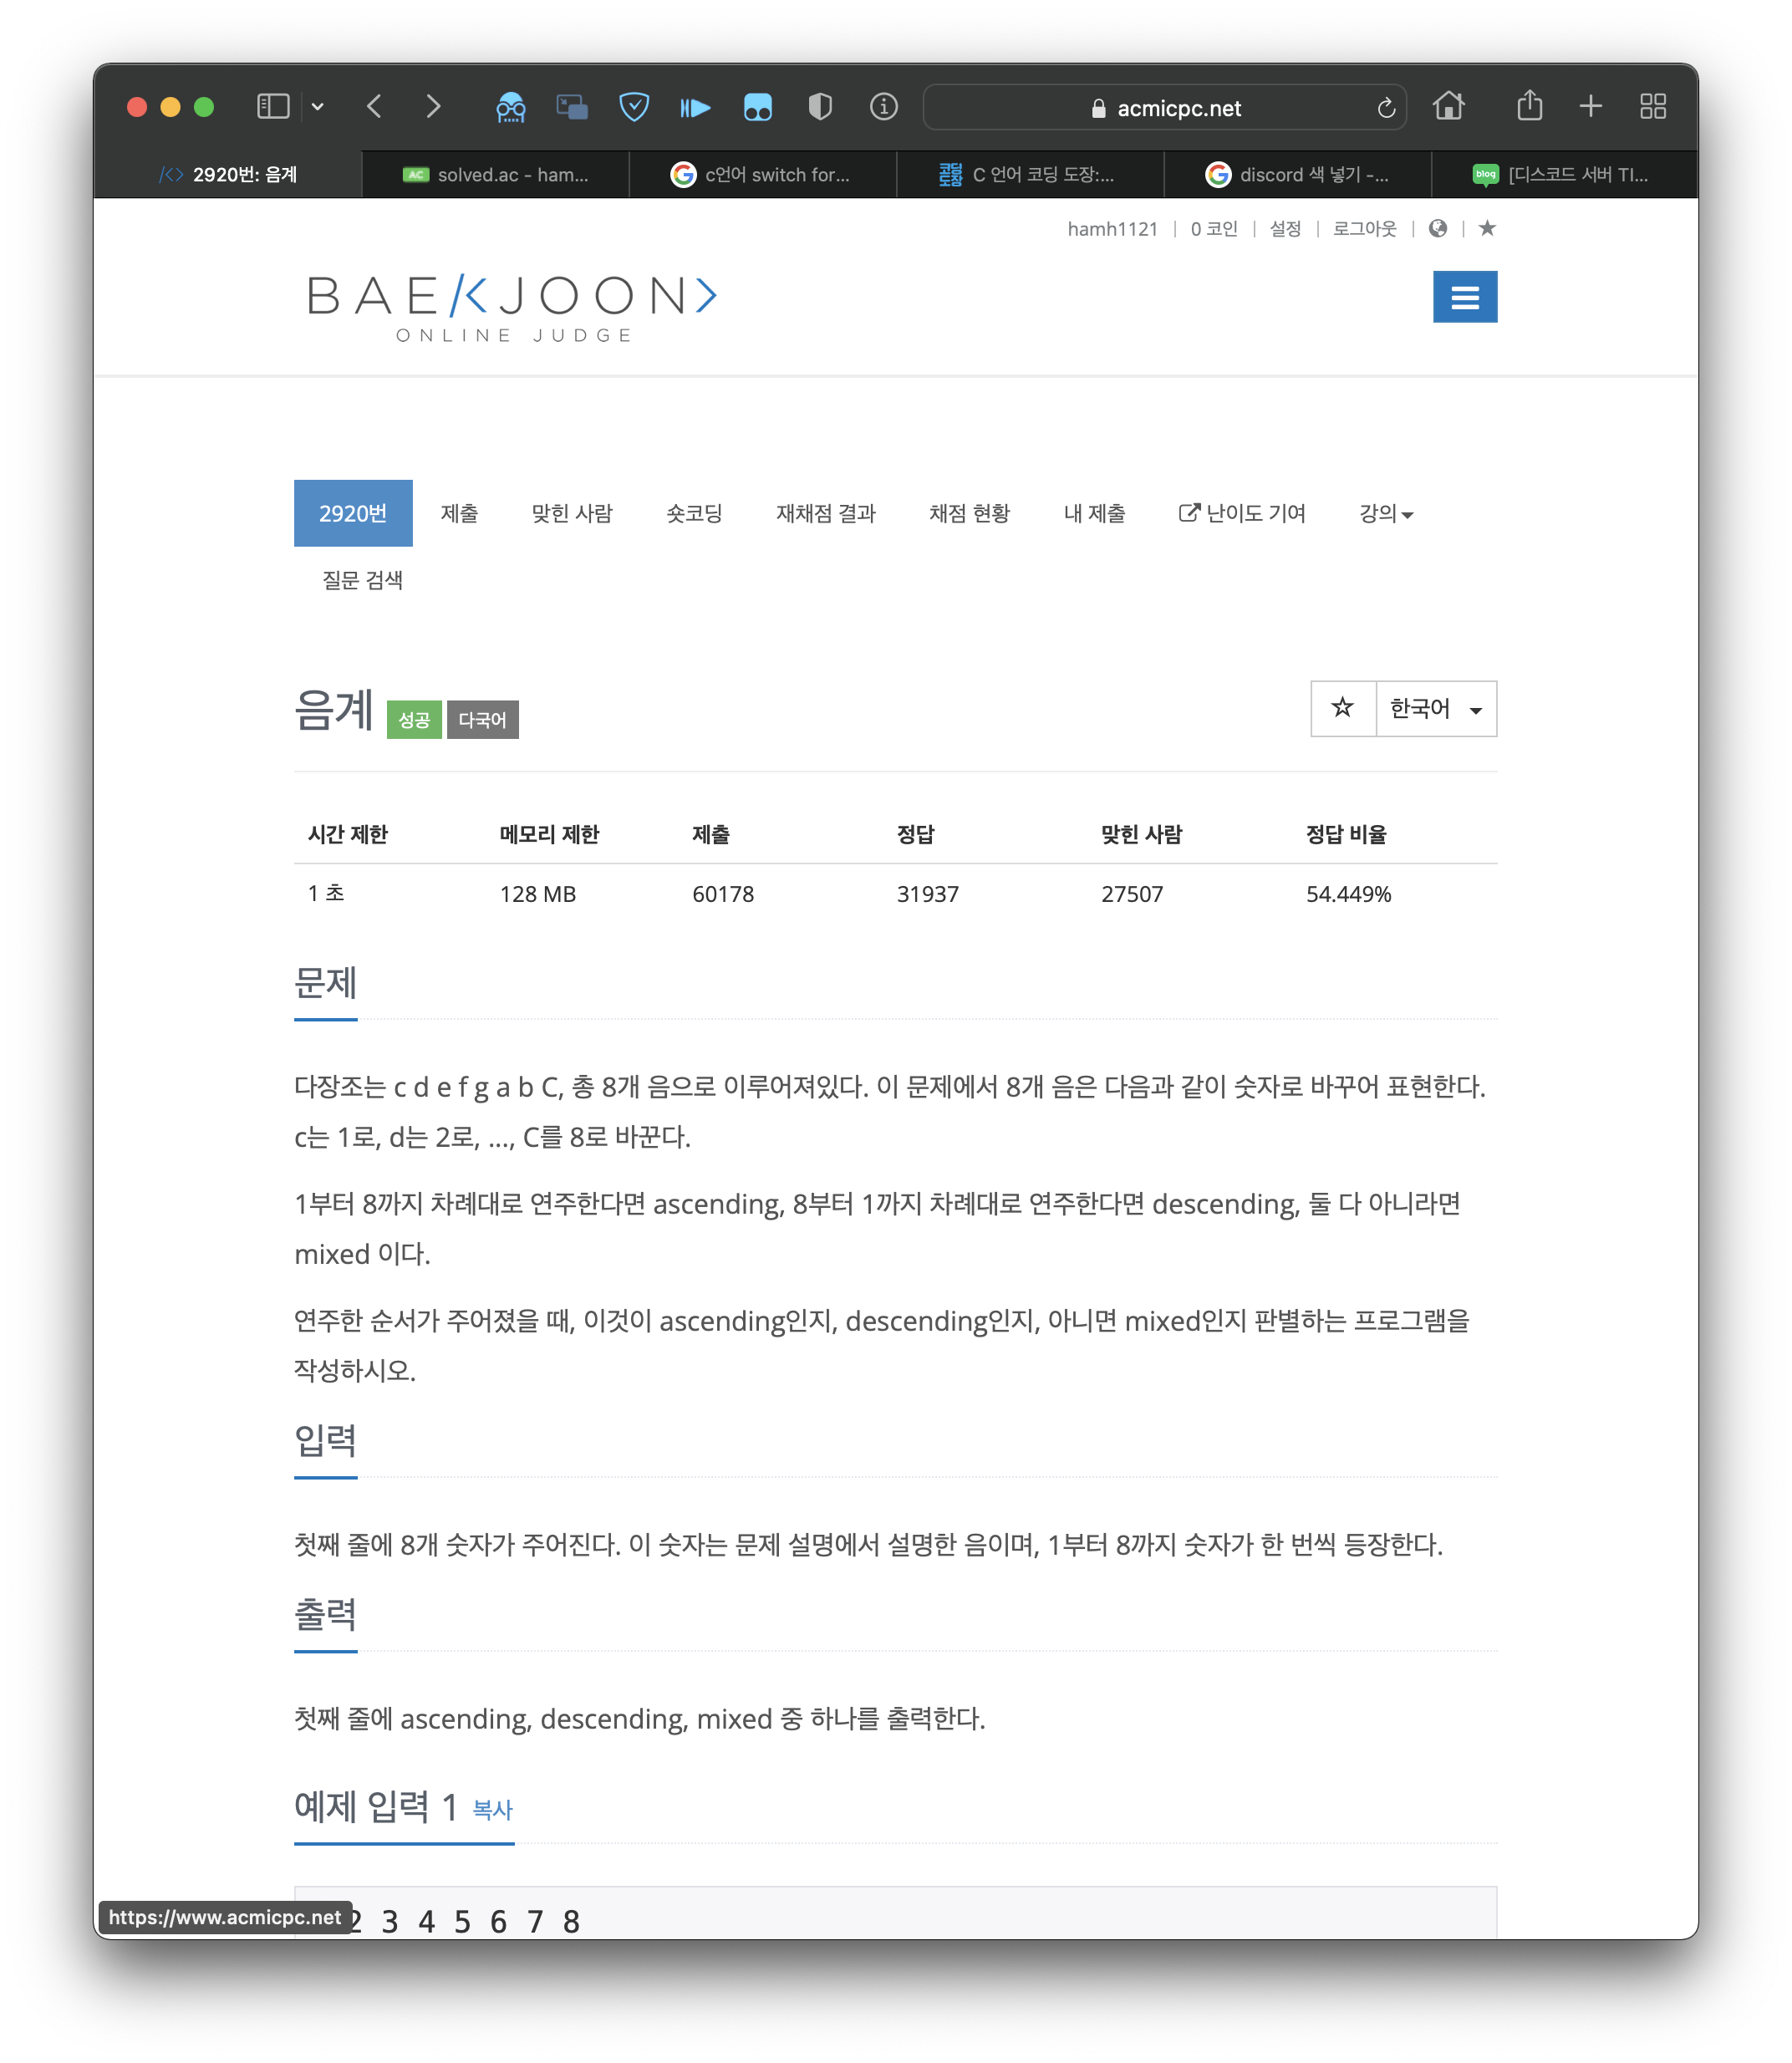 acmicpc.net
2920번: 음계
solved.ac - ham...
c언어 switch for...
C 언어 코딩 도장:...
discord 색 넣기 -...
[디스코드 서버 TI...
hamh1121 | 0 코인 | 설정 | 로그아웃
BAEKJOON>
ONLINE JUDGE
2920번 제출 맞힌 사람 숏코딩 재채점 결과 채점 현황 내 제출 난이도 기여 강의
질문 검색
음계 성공 다국어 한국어
시간 제한 메모리 제한 제출 정답 맞힌 사람 정답 비율
1 초 128 MB 60178 31937 27507 54.449%
문제
다장조는 c d e f g a b C, 총 8개 음으로 이루어져있다. 이 문제에서 8개 음은 다음과 같이 숫자로 바꾸어 표현한다.
c는 1로, d는 2로, ..., C를 8로 바꾼다.
1부터 8까지 차례대로 연주한다면 ascending, 8부터 1까지 차례대로 연주한다면 descending, 둘 다 아니라면
mixed 이다.
연주한 순서가 주어졌을 때, 이것이 ascending인지, descending인지, 아니면 mixed인지 판별하는 프로그램을
작성하시오.
입력
첫째 줄에 8개 숫자가 주어진다. 이 숫자는 문제 설명에서 설명한 음이며, 1부터 8까지 숫자가 한 번씩 등장한다.
출력
첫째 줄에 ascending, descending, mixed 중 하나를 출력한다.
예제 입력 1 복사
2 3 4 5 6 7 8
https://www.acmicpc.net